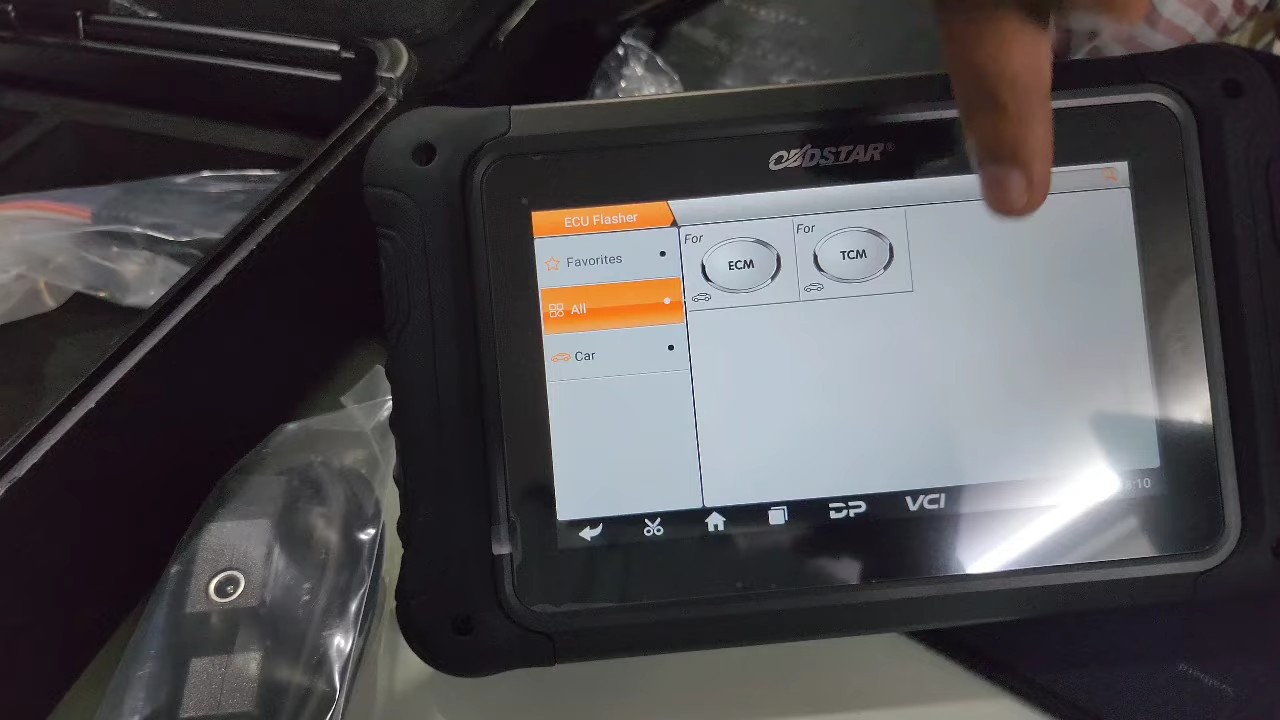 OBDSTAR®
ECU Flasher
Favorites
All
Car
For
ECM
For
TCM
DP
VCI